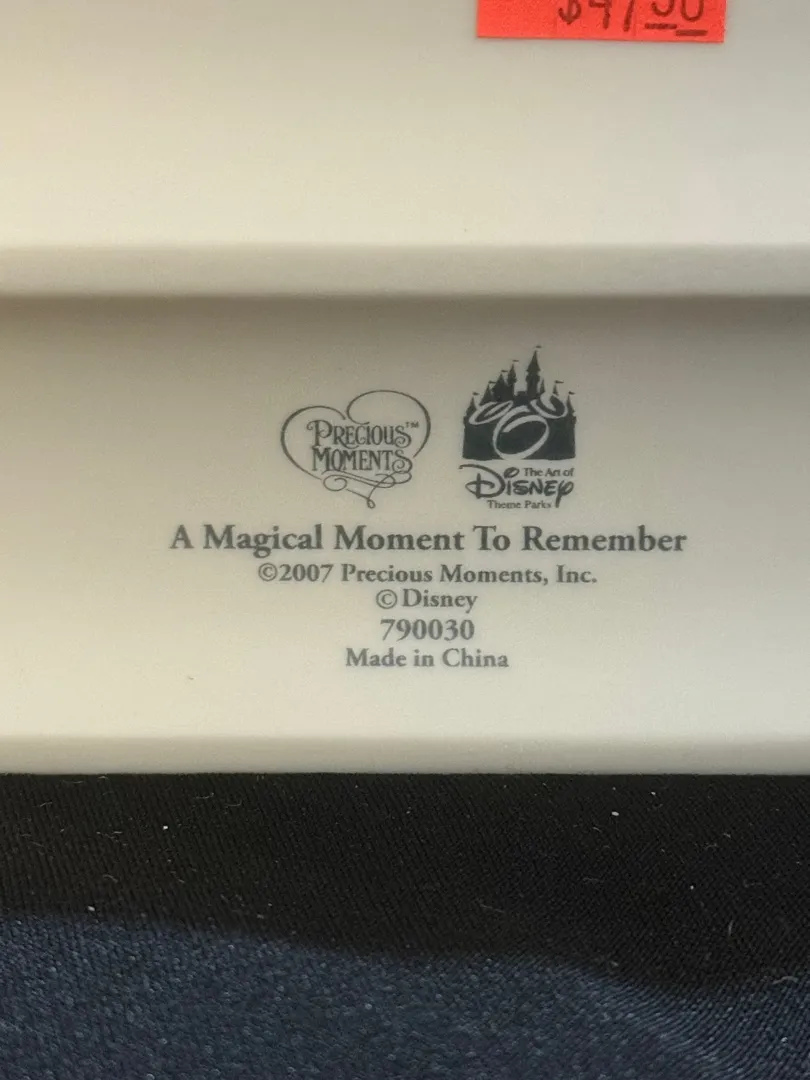 PRECIOUS™
MOMENTS
The Art of
DISNEY
Theme Parks
A Magical Moment To Remember
©2007 Precious Moments, Inc.
©Disney
790030
Made in China